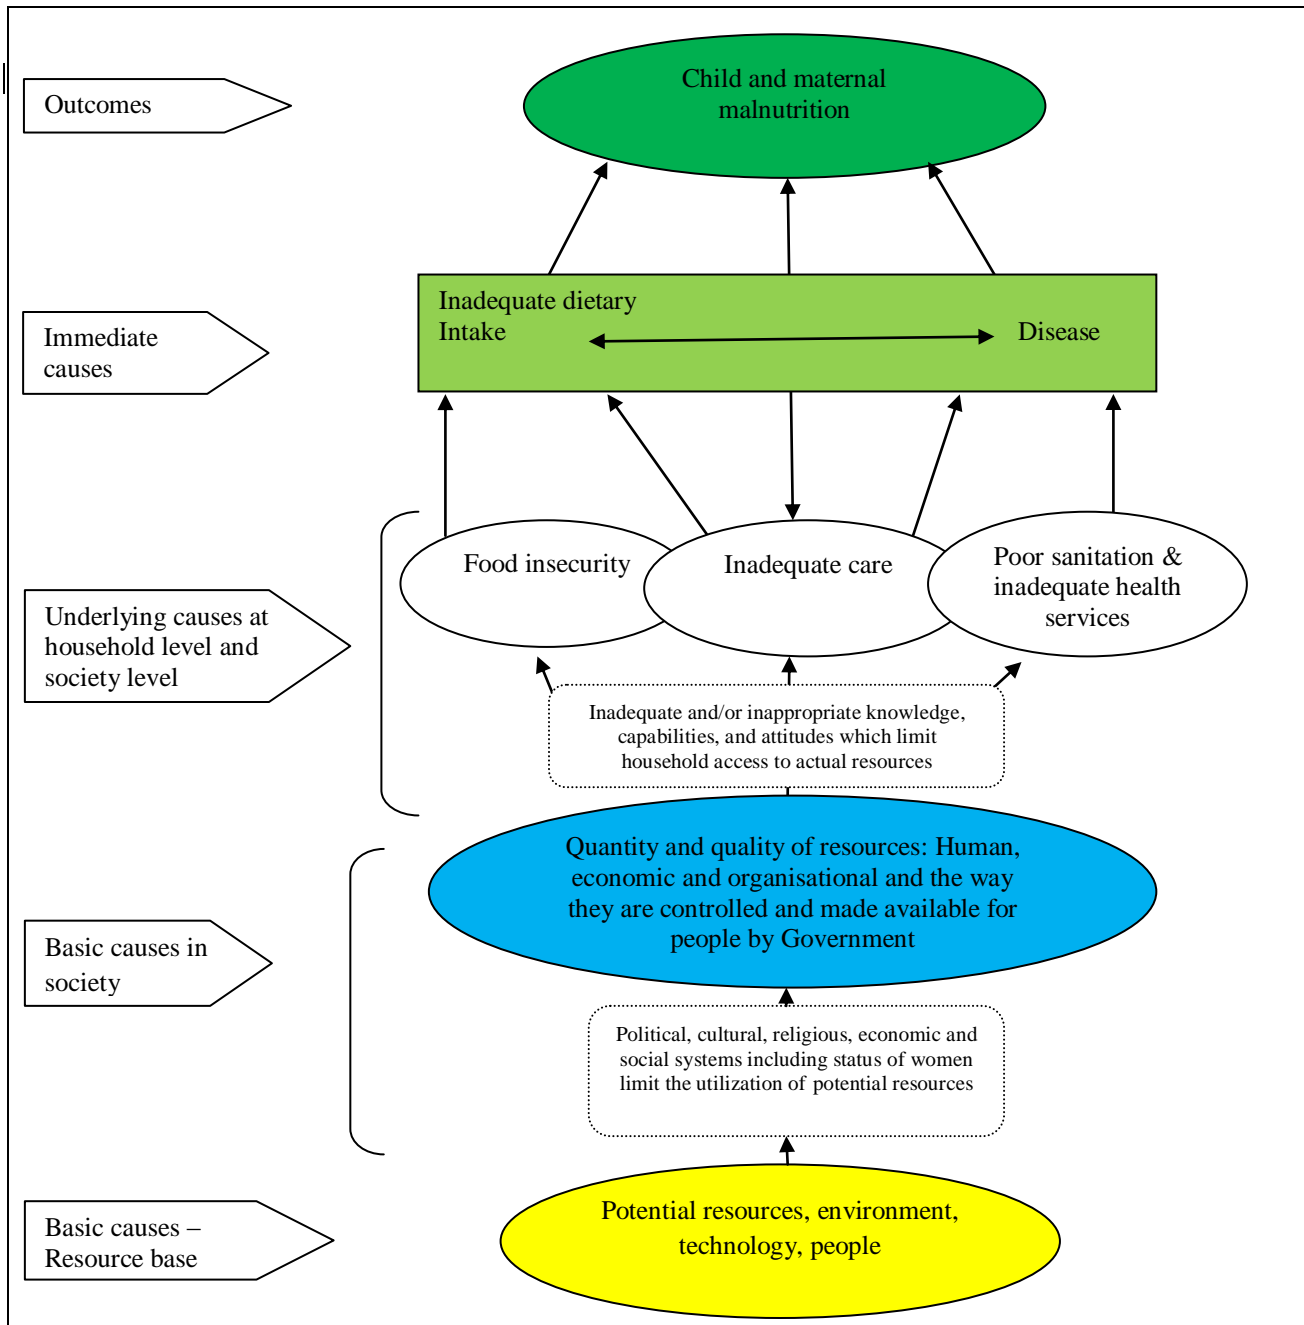 Outcomes
Child and maternal
malnutrition
Immediate
causes
Inadequate dietary
Intake
Disease
Underlying causes at
household level and
society level
Food insecurity
Inadequate care
Poor sanitation &
inadequate health
services
Inadequate and/or inappropriate knowledge,
capabilities, and attitudes which limit
household access to actual resources
Basic causes in
society
Quantity and quality of resources: Human,
economic and organisational and the way
they are controlled and made available for
people by Government
Political, cultural, religious, economic and
social systems including status of women
limit the utilization of potential resources
Basic causes –
Resource base
Potential resources, environment,
technology, people